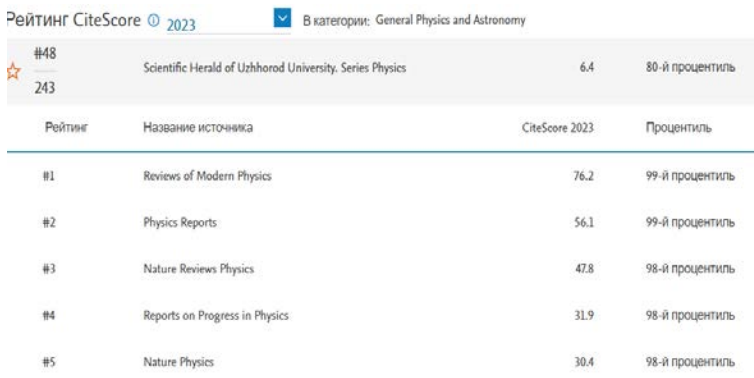 Рейтинг CiteScore 2023 В категории: General Physics and Astronomy
#48
243
Scientific Herald of Uzhhorod University. Series Physics 6.4 80-й процентиль
Рейтинг Название источника CiteScore 2023 Процентиль
#1 Reviews of Modern Physics 76.2 99-й процентиль
#2 Physics Reports 56.1 99-й процентиль
#3 Nature Reviews Physics 47.8 98-й процентиль
#4 Reports on Progress in Physics 31.9 98-й процентиль
#5 Nature Physics 30.4 98-й процентиль